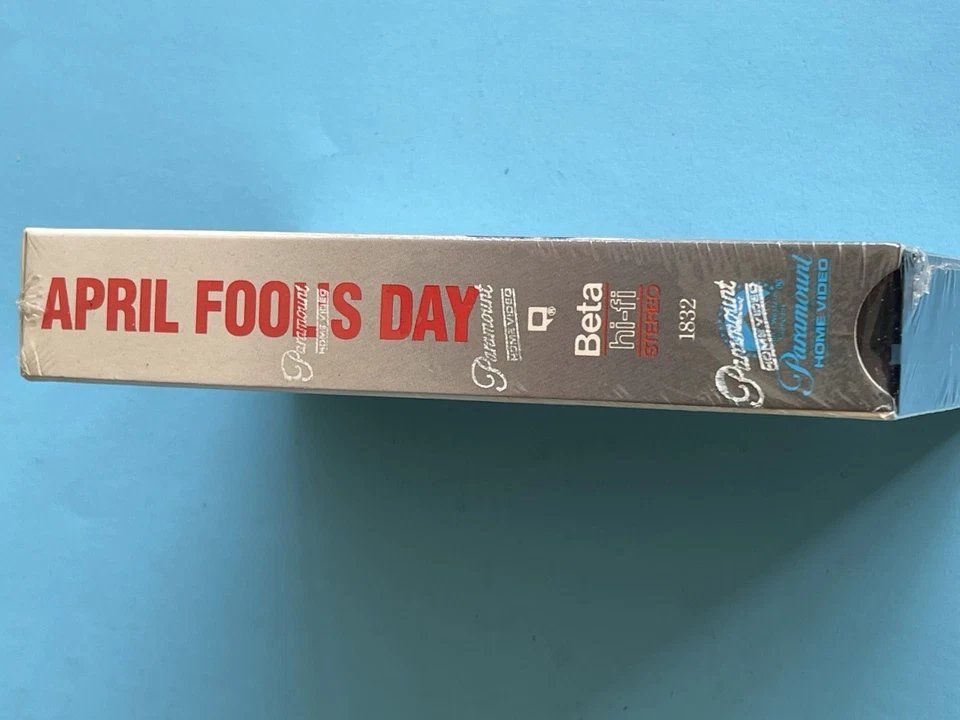 APRIL FOOL'S DAY
Paramount
HOME VIDEO
Paramount
HOME VIDEO
®
Beta
hi-fi
STEREO
1832
Paramount
HOME VIDEO
Paramount
HOME VIDEO